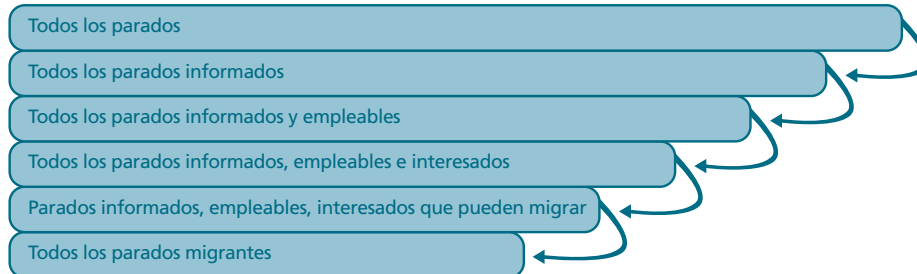 Todos los parados
Todos los parados informados
Todos los parados informados y empleables
Todos los parados informados, empleables e interesados
Parados informados, empleables, interesados que pueden migrar
Todos los parados migrantes